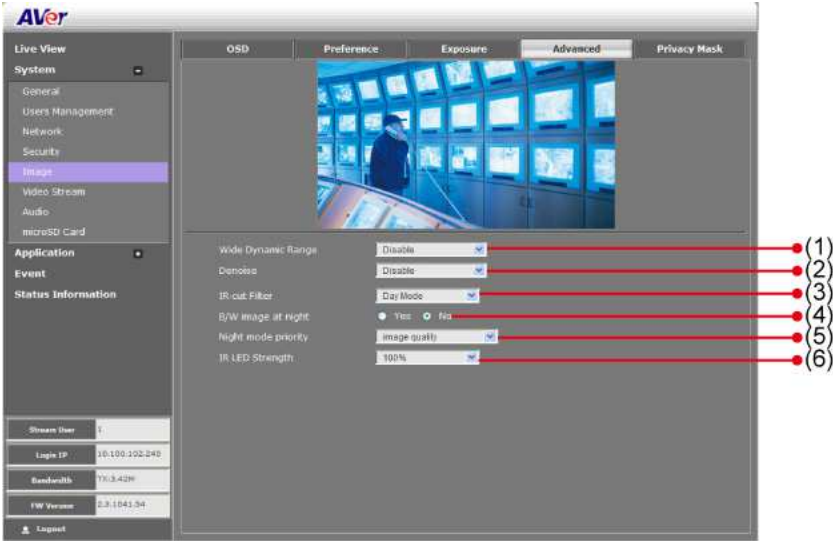 AVer
Live View
System
General
Users Management
Network
Security
Image
Video Stream
Audio
microSD Card
Application
Event
Status Information
Stream User 1
Login IP 10.100.102.240
Bandwidth TX:3.42M
FW Version 2.3.1041.54
Logout
OSD Preference Exposure Advanced Privacy Mask
Wide Dynamic Range Disable (1)
Denoise Disable (2)
IR-cut Filter Day Mode (3)
B/W image at night Yes No (4)
Night mode priority image quality (5)
IR LED Strength 100% (6)